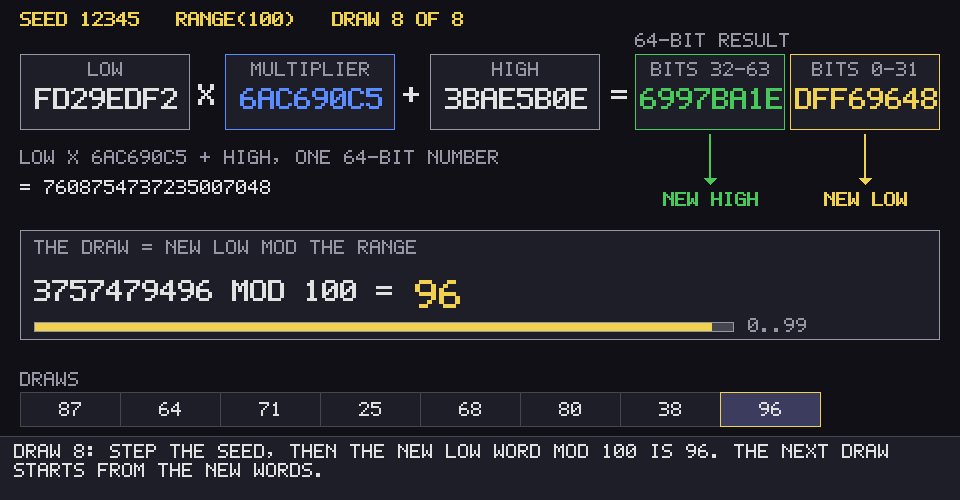 SEED 12345 RANGE(100) DRAW 8 OF 8
64-BIT RESULT
LOW MULTIPLIER HIGH BITS 32-63 BITS 0-31
FD29EDF2 X 6AC690C5 + 3BAE5B0E = 6997BA1E DFF69648
LOW X 6AC690C5 + HIGH, ONE 64-BIT NUMBER
= 7608754737235007048
NEW HIGH NEW LOW
THE DRAW = NEW LOW MOD THE RANGE
3757479496 MOD 100 = 96
0..99
DRAWS
87 64 71 25 68 80 38 96
DRAW 8: STEP THE SEED, THEN THE NEW LOW WORD MOD 100 IS 96. THE NEXT DRAW
STARTS FROM THE NEW WORDS.